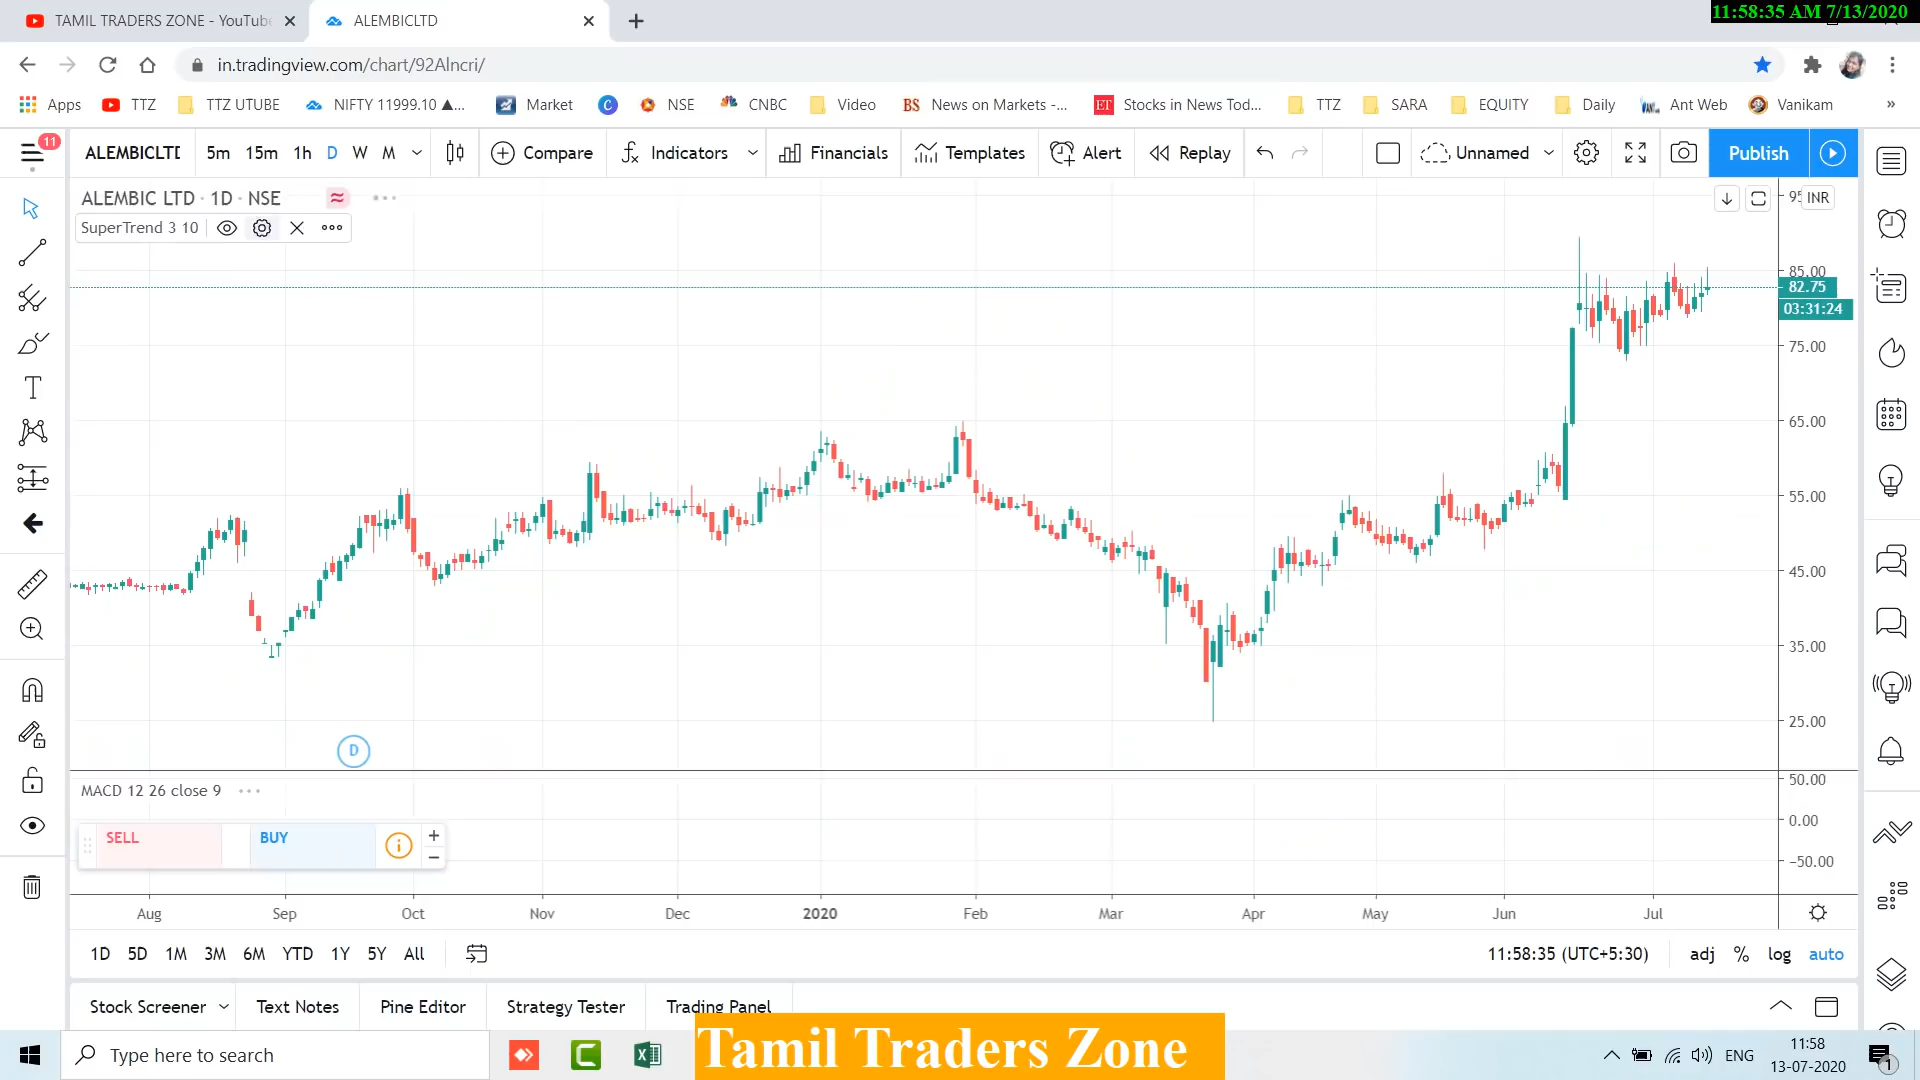 TAMIL TRADERS ZONE - YouTube
ALEMBICLTD
11:58:35 AM 7/13/2020
in.tradingview.com/chart/92Alncri/
Apps
TTZ
TTZ UTUBE
NIFTY 11999.10 ▲...
Market
NSE
CNBC
Video
BS News on Markets -...
ET Stocks in News Tod...
TTZ
SARA
EQUITY
Daily
Ant Web
Vanikam
»
11
ALEMBICLTD
5m 15m 1h D W M
Compare
Indicators
Financials
Templates
Alert
Replay
Unnamed
Publish
ALEMBIC LTD · 1D · NSE
SuperTrend 3 10
95
INR
85.00
82.75
03:31:24
75.00
65.00
55.00
45.00
35.00
25.00
D
MACD 12 26 close 9
50.00
0.00
−50.00
SELL
BUY
Aug Sep Oct Nov Dec 2020 Feb Mar Apr May Jun Jul
1D 5D 1M 3M 6M YTD 1Y 5Y All
11:58:35 (UTC+5:30)
adj % log auto
Stock Screener
Text Notes
Pine Editor
Strategy Tester
Trading Panel
Type here to search
Tamil Traders Zone
ENG
11:58
13-07-2020
1